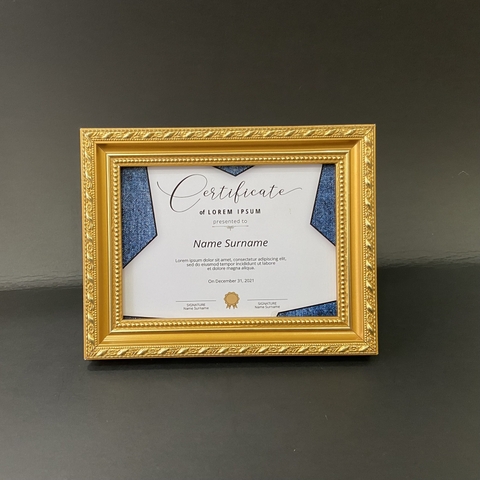 Certificate
of LOREM IPSUM
presented to
Name Surname
Lorem ipsum dolor sit amet, consectetur adipiscing elit,
sed do eiusmod tempor incididunt ut labore
et dolore magna aliqua.
On December 31, 2021
SIGNATURE SIGNATURE
Name Surname Name Surname